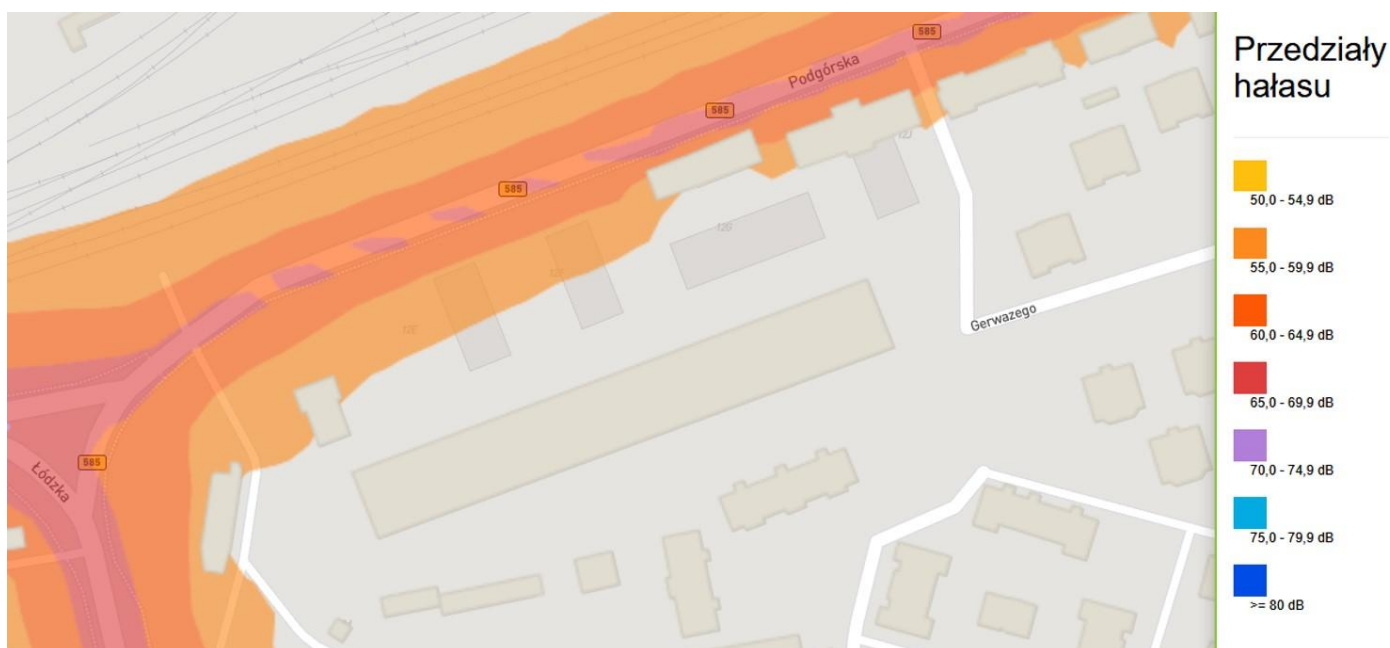 585
Podgórska
585
585
129
Gerwazego
585
Łódzka
Przedziały
hałasu
50,0 - 54,9 dB
55,0 - 59,9 dB
60,0 - 64,9 dB
65,0 - 69,9 dB
70,0 - 74,9 dB
75,0 - 79,9 dB
>= 80 dB